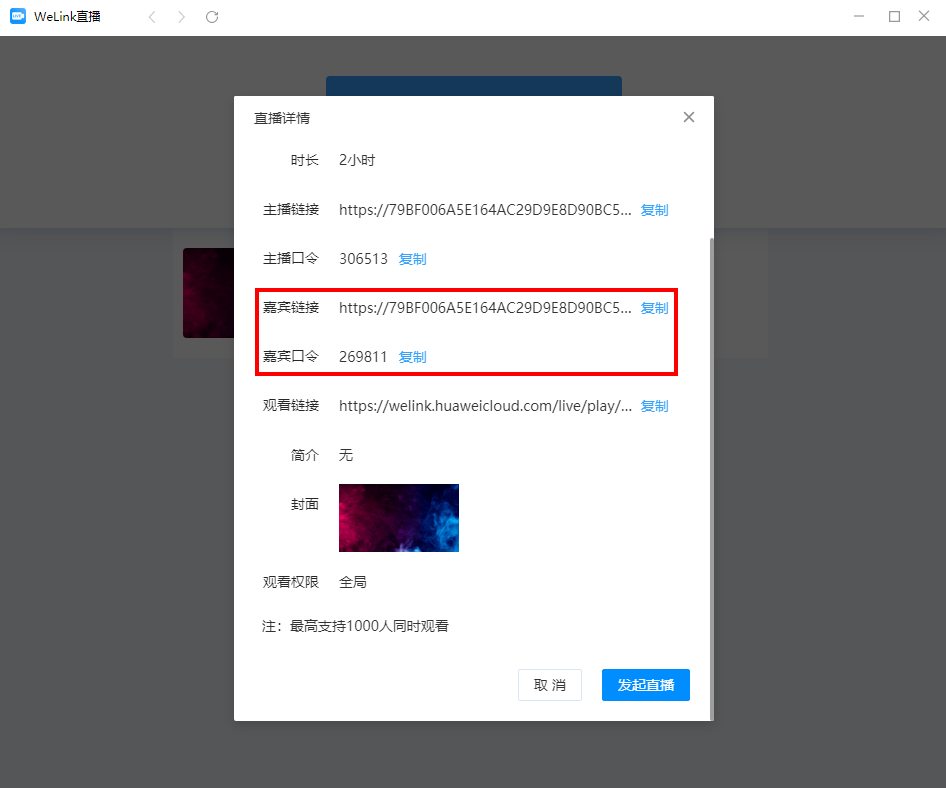 WeLink直播
直播详情
时长 2小时
主播链接 https://79BF006A5E164AC29D9E8D90BC5... 复制
主播口令 306513 复制
嘉宾链接 https://79BF006A5E164AC29D9E8D90BC5... 复制
嘉宾口令 269811 复制
观看链接 https://welink.huaweicloud.com/live/play/... 复制
简介 无
封面
观看权限 全局
注：最高支持1000人同时观看
取 消 发起直播